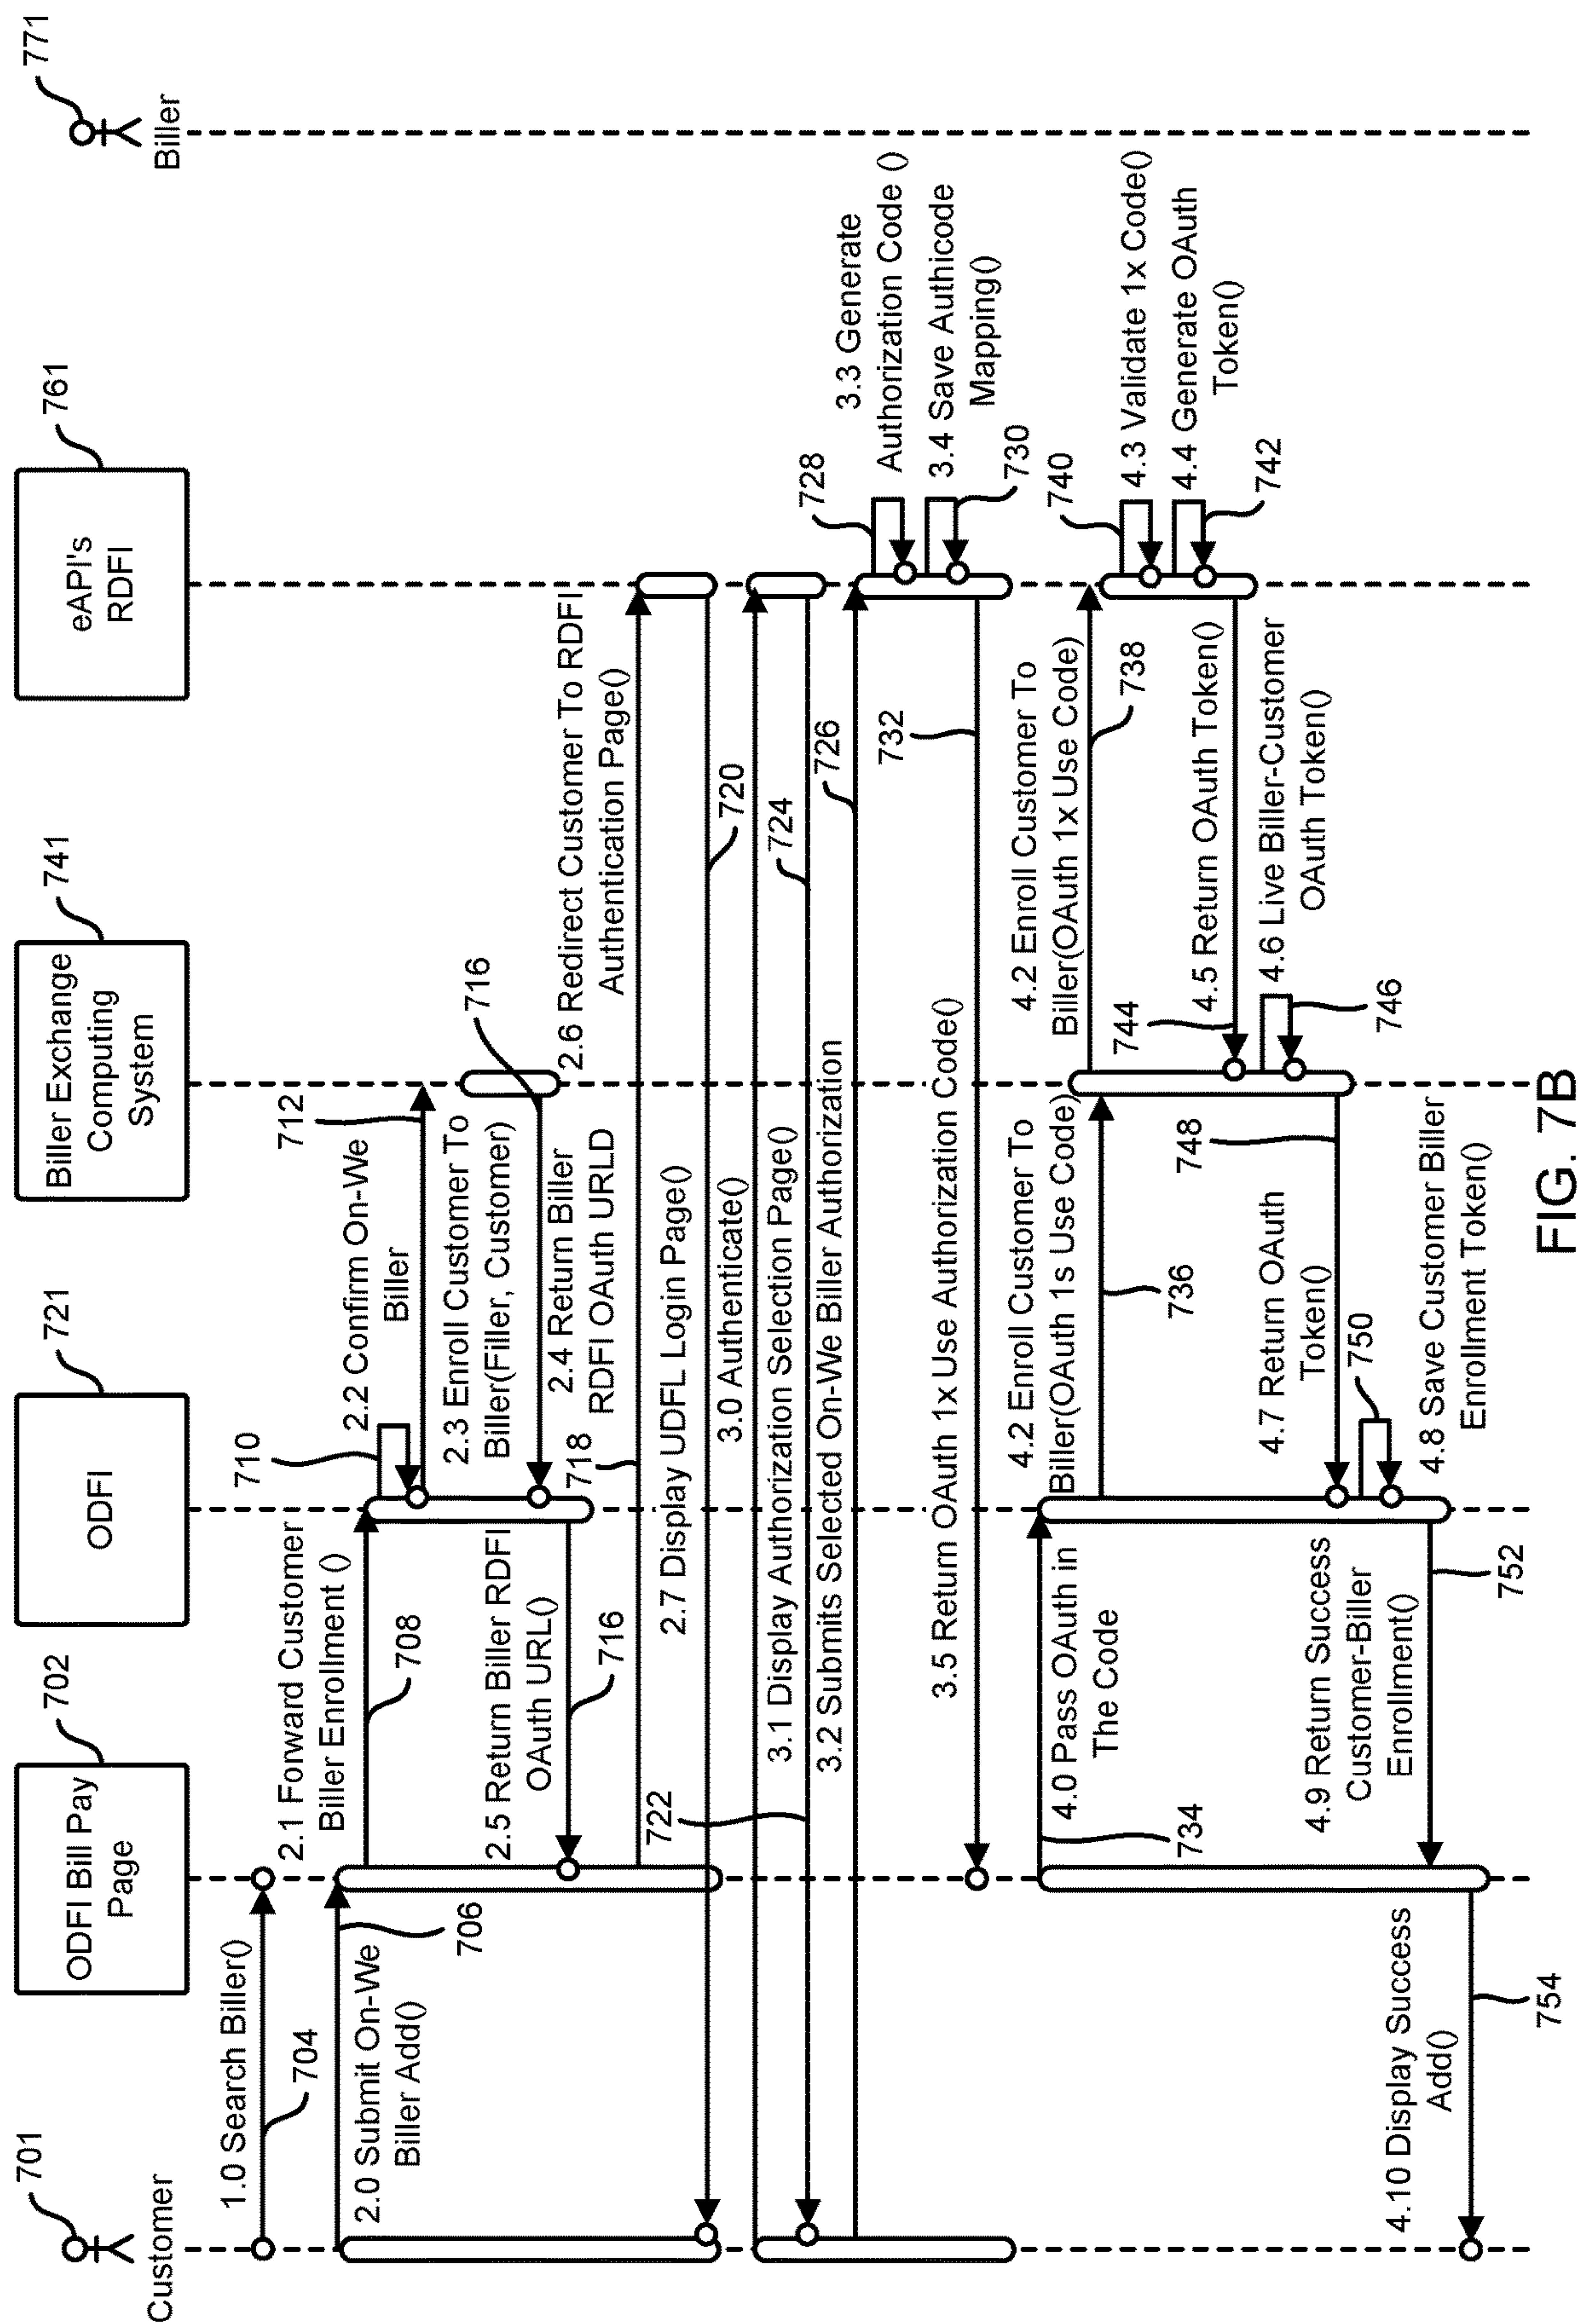 701
Customer
702
ODFI Bill Pay
Page
721
ODFI
741
Biller Exchange
Computing
System
761
eAPI's
RDFI
771
Biller
1.0 Search Biller()
704
2.0 Submit On-We
Biller Add()
706
2.1 Forward Customer
Biller Enrollment ()
708
710
2.2 Confirm On-We
Biller
712
2.3 Enroll Customer To
Biller(Filler, Customer)
716
2.4 Return Biller
RDFI OAuth URLD
2.5 Return Biller RDFI
OAuth URL()
716
718
2.6 Redirect Customer To RDFI
Authentication Page()
2.7 Display UDFL Login Page()
720
722
3.0 Authenticate()
724
3.1 Display Authorization Selection Page()
726
3.2 Submits Selected On-We Biller Authorization
728
3.3 Generate
Authorization Code ()
3.4 Save Authicode
Mapping()
730
732
3.5 Return OAuth 1x Use Authorization Code()
734
4.0 Pass OAuth in
The Code
4.2 Enroll Customer To
Biller(OAuth 1s Use Code)
736
4.2 Enroll Customer To
Biller(OAuth 1x Use Code)
738
740
4.3 Validate 1x Code()
4.4 Generate OAuth
Token()
742
744
4.5 Return OAuth Token()
4.6 Live Biller-Customer
OAuth Token()
746
748
4.7 Return OAuth
Token()
750
4.8 Save Customer Biller
Enrollment Token()
4.9 Return Success
Customer-Biller
Enrollment()
752
4.10 Display Success
Add()
754
FIG. 7B